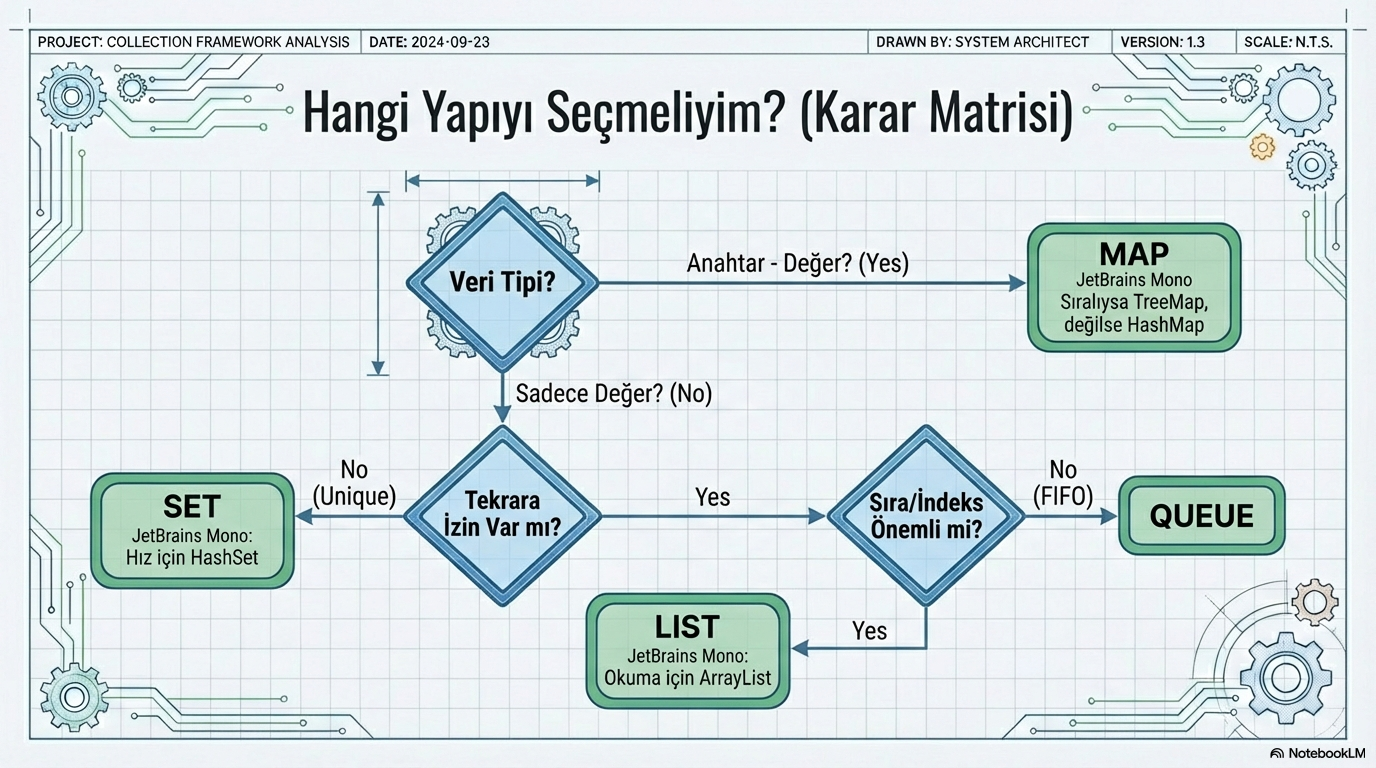 PROJECT: COLLECTION FRAMEWORK ANALYSIS
DATE: 2024-09-23
DRAWN BY: SYSTEM ARCHITECT
VERSION: 1.3
SCALE: N.T.S.
Hangi Yapıyı Seçmeliyim? (Karar Matrisi)
Veri Tipi?
Anahtar - Değer? (Yes)
MAP
JetBrains Mono
Sıralıysa TreeMap,
değilse HashMap
Sadece Değer? (No)
SET
JetBrains Mono:
Hız için HashSet
No
(Unique)
Tekrara
İzin Var mı?
Yes
Sıra/İndeks
Önemli mi?
No
(FIFO)
QUEUE
LIST
JetBrains Mono:
Okuma için ArrayList
Yes
NotebookLM